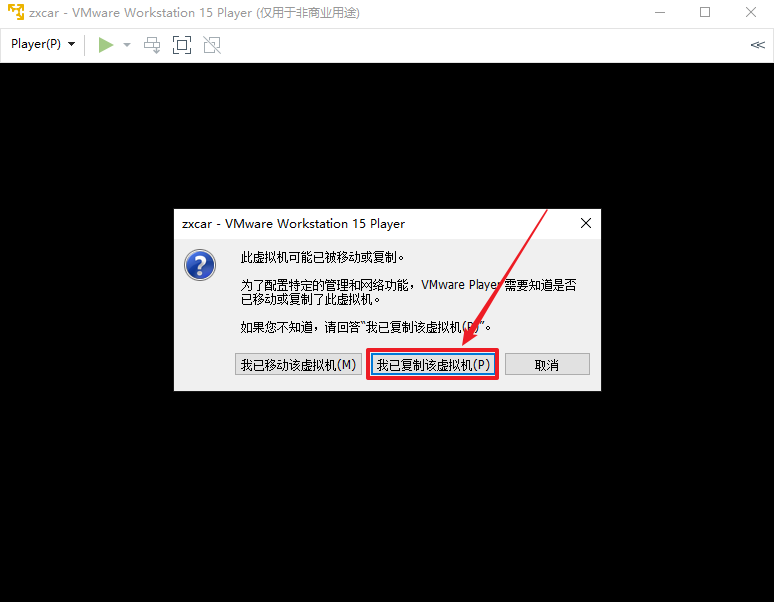 zxcar - VMware Workstation 15 Player (仅用于非商业用途)
Player(P)
zxcar - VMware Workstation 15 Player
此虚拟机可能已被移动或复制。
为了配置特定的管理和网络功能，VMware Player 需要知道是否
已移动或复制了此虚拟机。
如果您不知道，请回答“我已复制该虚拟机(P)”。
我已移动该虚拟机(M)
我已复制该虚拟机(P)
取消